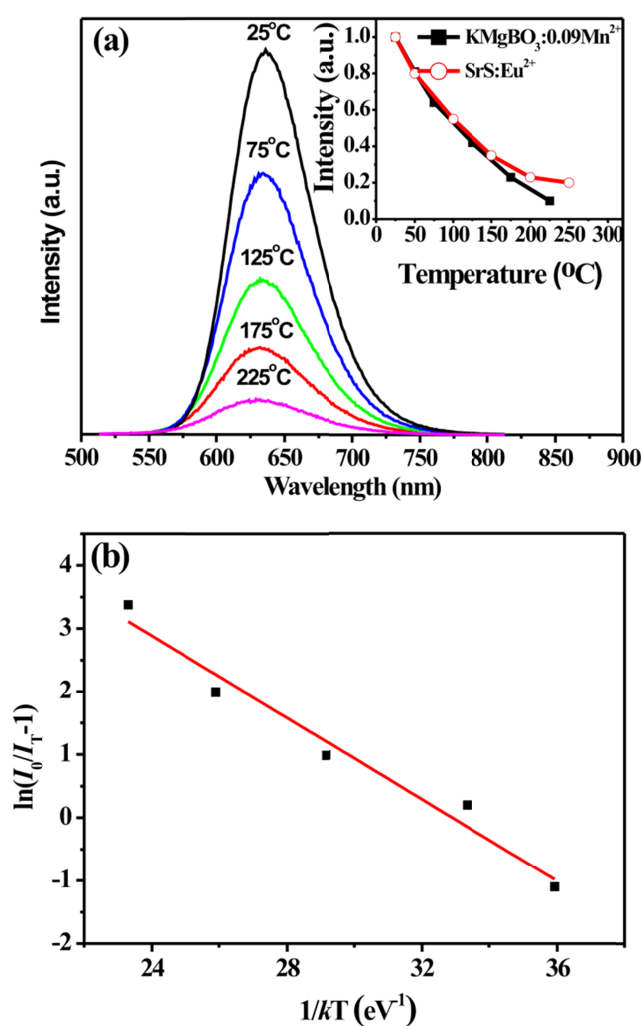 (a)
25°C
75°C
125°C
175°C
225°C
Intensity (a.u.)
500 550 600 650 700 750 800 850 900
Wavelength (nm)
KMgBO₃:0.09Mn²⁺
SrS:Eu²⁺
Intensity (a.u.)
1.0
0.8
0.6
0.4
0.2
0.0
0 50 100 150 200 250 300
Temperature (ºC)
(b)
ln(I₀/I_T-1)
4
3
2
1
0
-1
-2
24 28 32 36
1/kT (eV⁻¹)